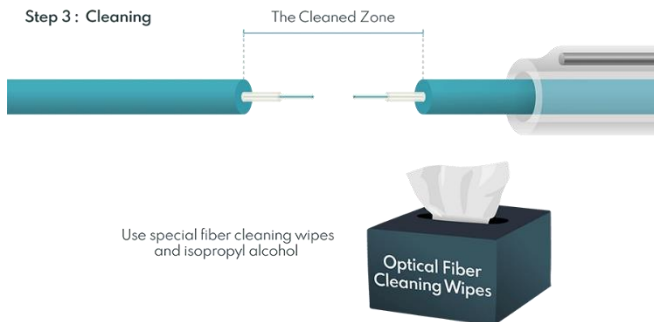 Step 3 : Cleaning
The Cleaned Zone
Use special fiber cleaning wipes
and isopropyl alcohol
Optical Fiber
Cleaning Wipes